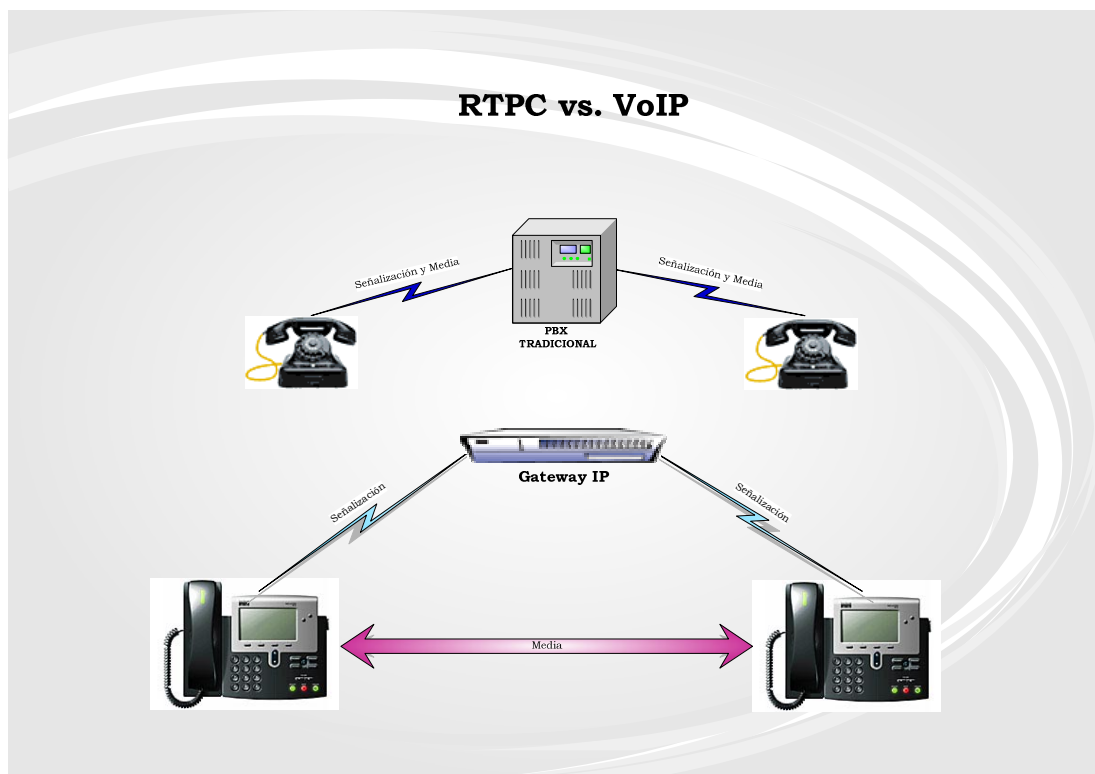 RTPC vs. VoIP
Señalización y Media
Señalización y Media
PBX
TRADICIONAL
Gateway IP
Señalización
Señalización
Media